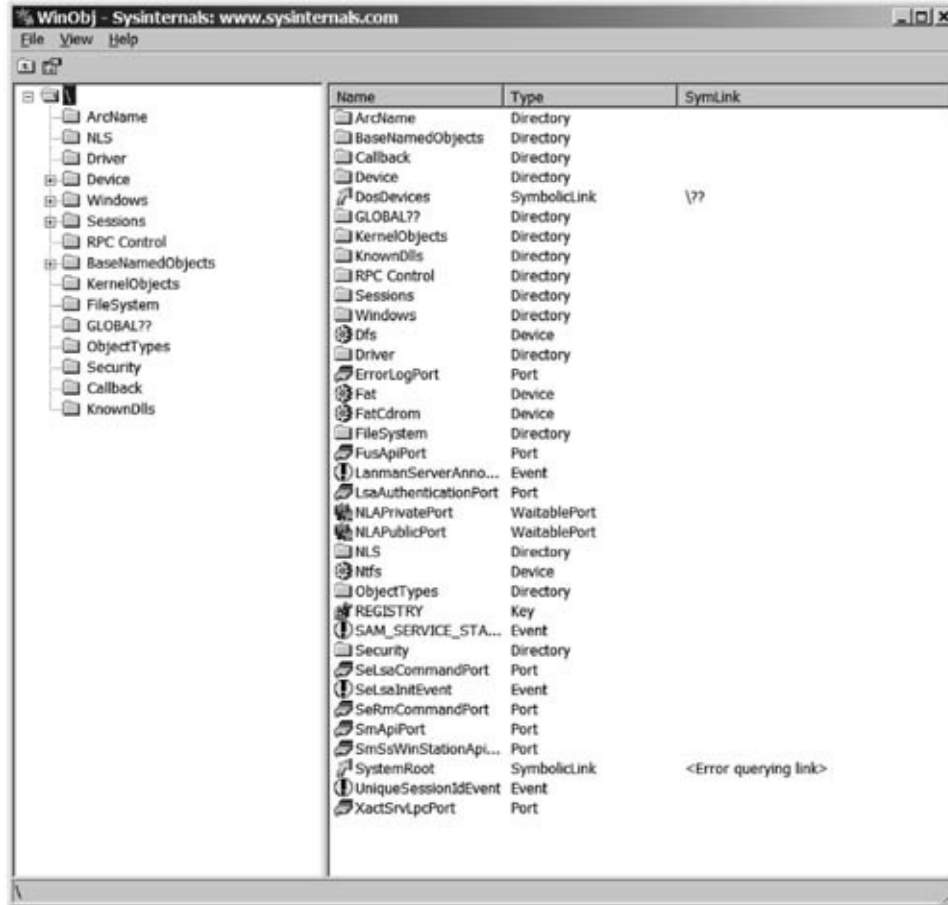 WinObj - Sysinternals: www.sysinternals.com
File View Help
\
ArcName
NLS
Driver
Device
Windows
Sessions
RPC Control
BaseNamedObjects
KernelObjects
FileSystem
GLOBAL??
ObjectTypes
Security
Callback
KnownDlls
Name Type SymLink
ArcName Directory
BaseNamedObjects Directory
Callback Directory
Device Directory
DosDevices SymbolicLink \??
GLOBAL?? Directory
KernelObjects Directory
KnownDlls Directory
RPC Control Directory
Sessions Directory
Windows Directory
Dfs Device
Driver Directory
ErrorLogPort Port
Fat Device
FatCdrom Device
FileSystem Directory
FusApiPort Port
LanmanServerAnno... Event
LsaAuthenticationPort Port
NLAPrivatePort WaitablePort
NLAPublicPort WaitablePort
NLS Directory
Ntfs Device
ObjectTypes Directory
REGISTRY Key
SAM_SERVICE_STA... Event
Security Directory
SeLsaCommandPort Port
SeLsaInitEvent Event
SeRmCommandPort Port
SmApiPort Port
SmSsWinStationApi... Port
SystemRoot SymbolicLink <Error querying link>
UniqueSessionIdEvent Event
XactSrvLpcPort Port
\